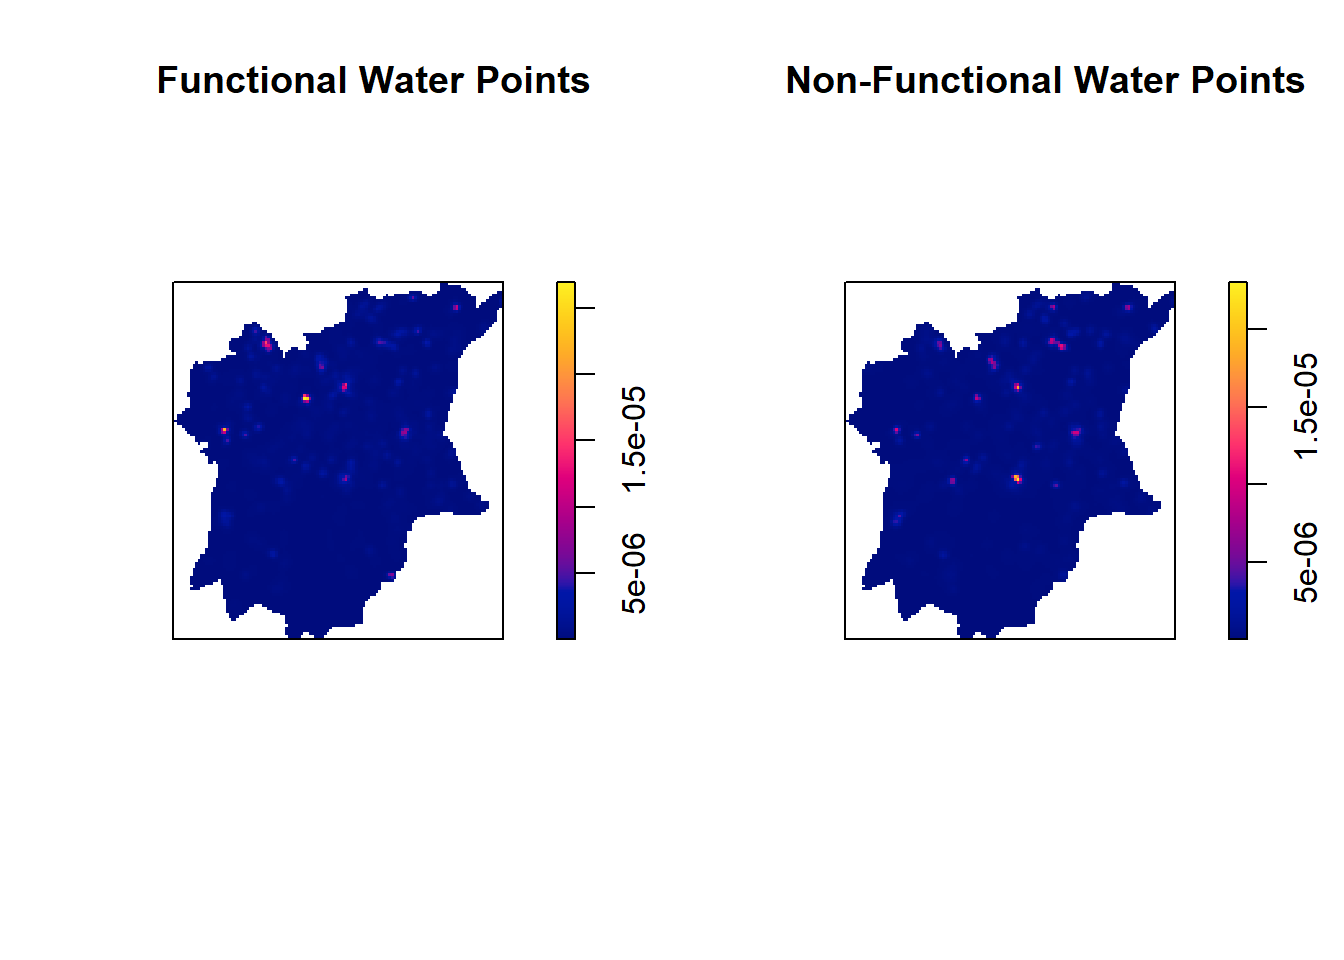 Functional Water Points
Non-Functional Water Points
1.5e-05
5e-06
1.5e-05
5e-06